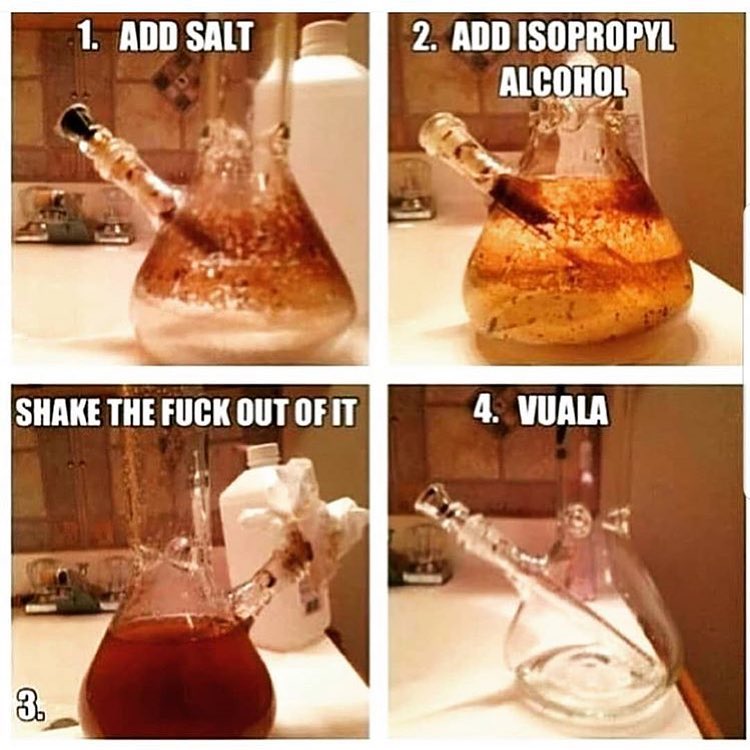 1. ADD SALT
2. ADD ISOPROPYL
ALCOHOL
SHAKE THE FUCK OUT OF IT
3.
4. VUALA